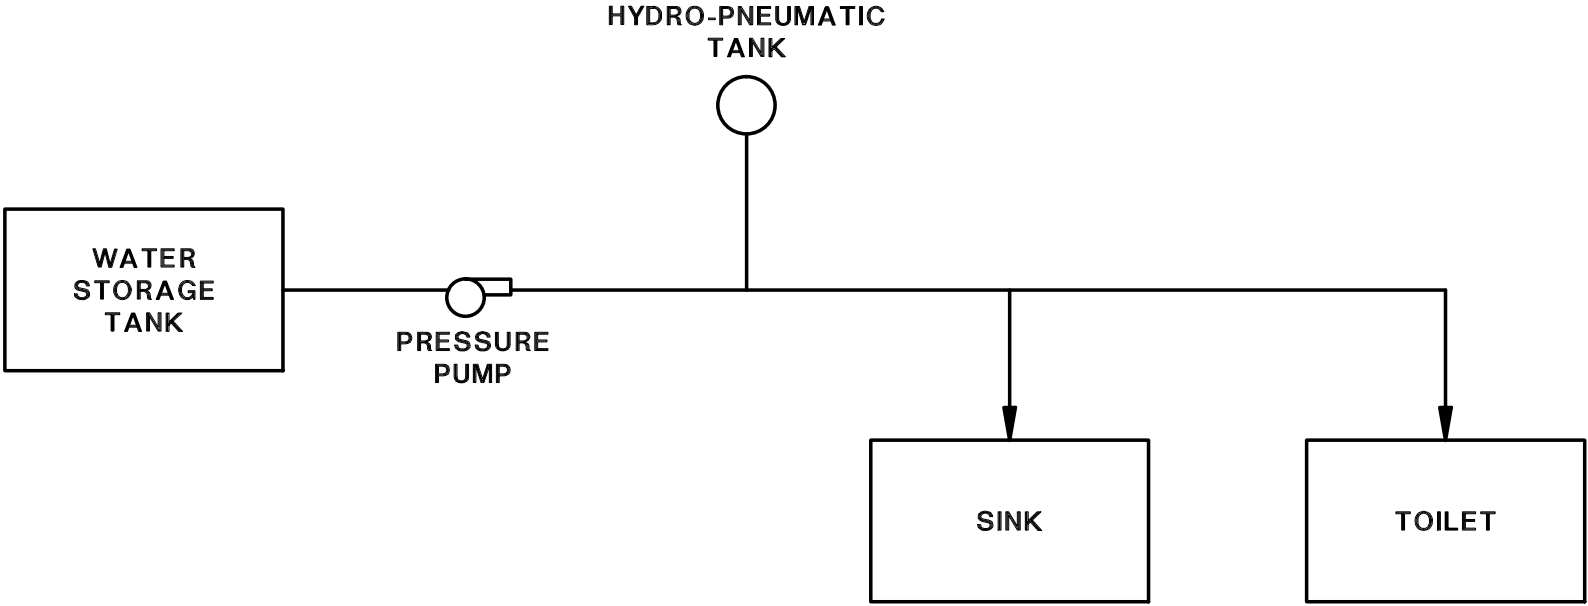 HYDRO-PNEUMATIC
TANK
WATER
STORAGE
TANK
PRESSURE
PUMP
SINK
TOILET